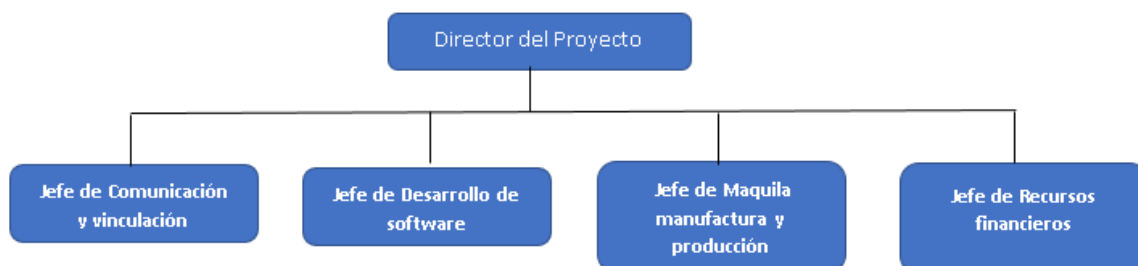 Director del Proyecto
Jefe de Comunicación
y vinculación
Jefe de Desarrollo de
software
Jefe de Maquila
manufactura y
producción
Jefe de Recursos
financieros